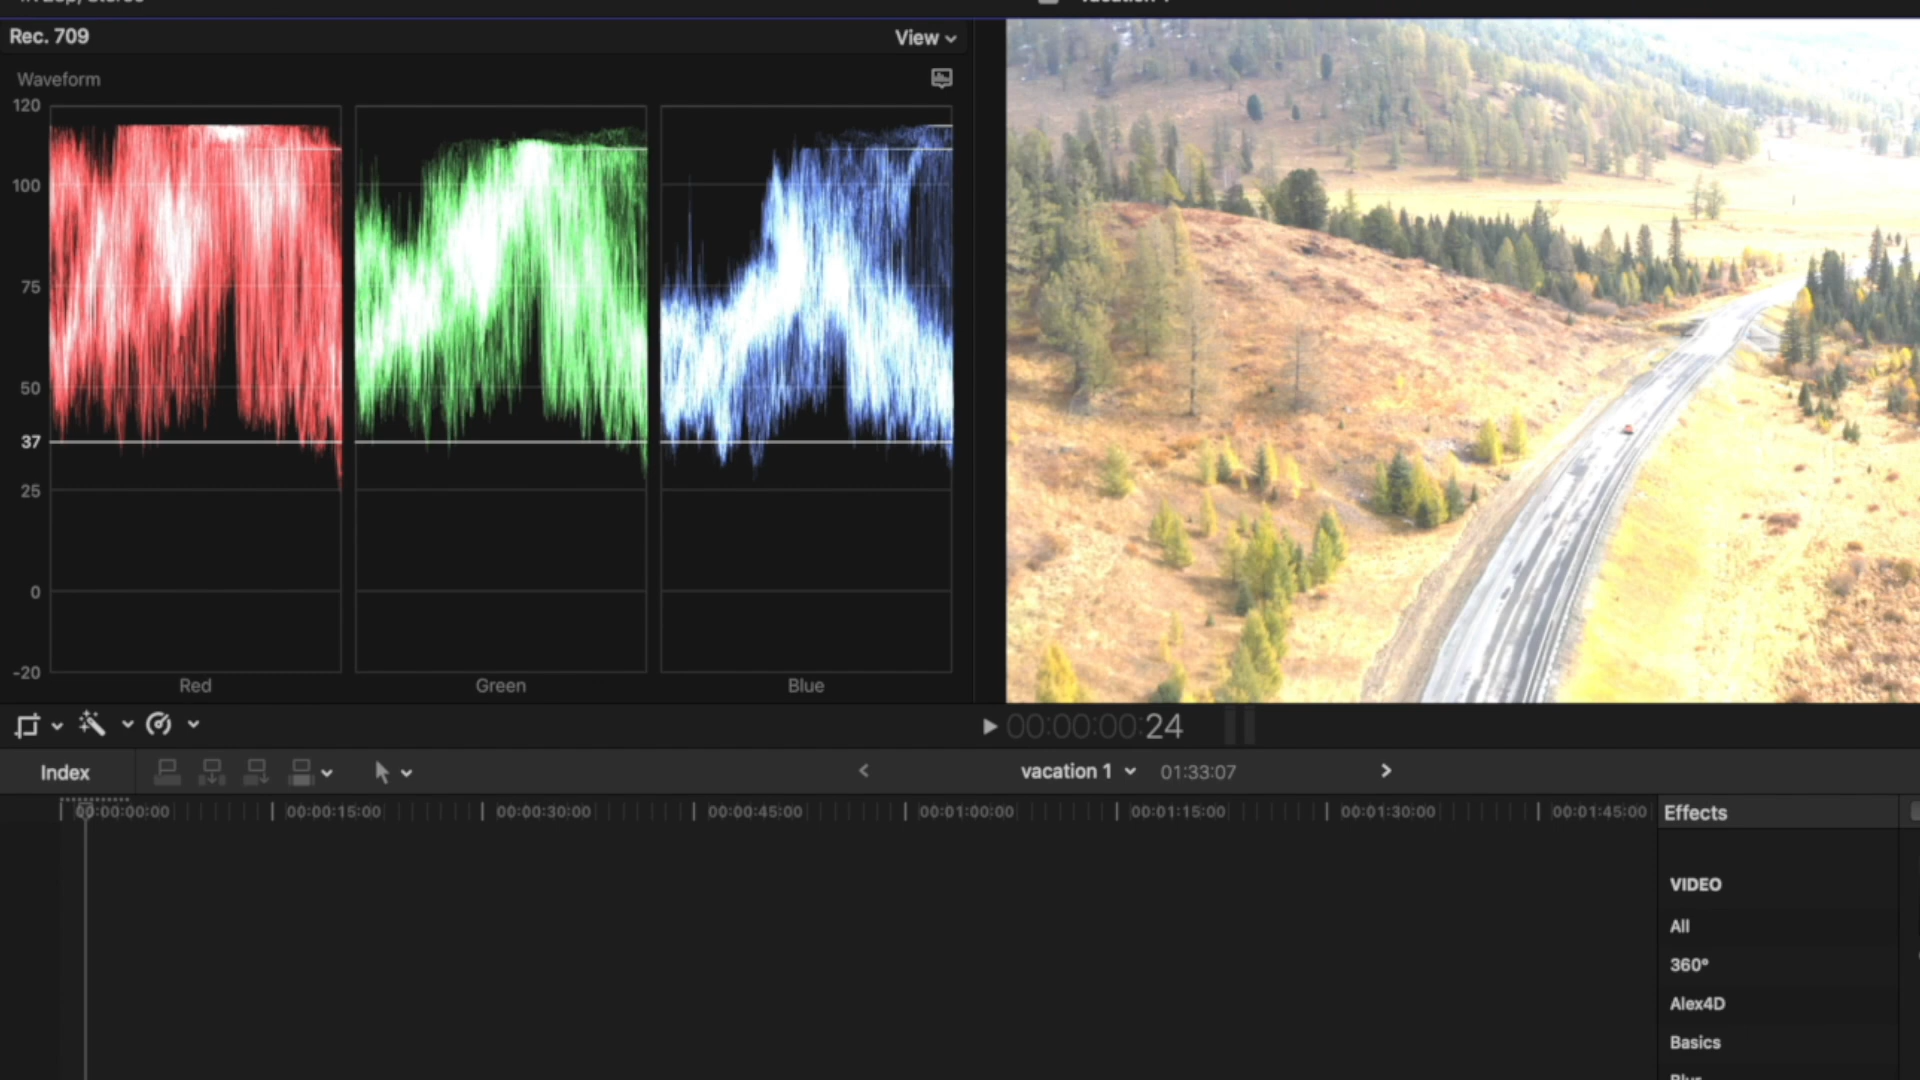 Rec. 709
View
Waveform
120
100
75
50
37
25
0
-20
Red
Green
Blue
00:00:00:24
Index
vacation 1
01:33:07
00:00:00:00
00:00:15:00
00:00:30:00
00:00:45:00
00:01:00:00
00:01:15:00
00:01:30:00
00:01:45:00
Effects
VIDEO
All
360°
Alex4D
Basics